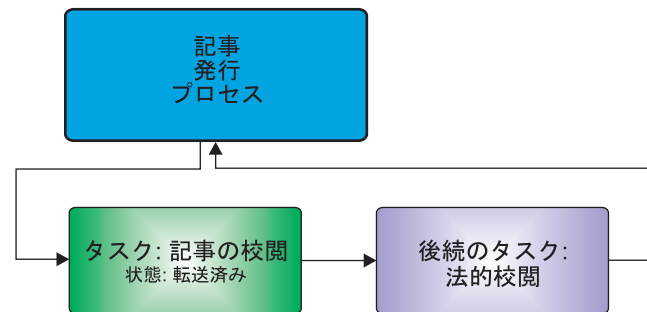 記事
発行
プロセス
タスク: 記事の校閲
状態: 転送済み
後続のタスク:
法的校閲